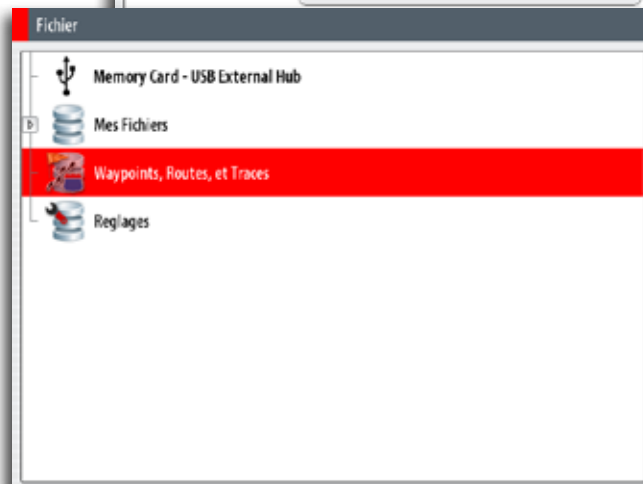 Fichier
Memory Card - USB External Hub
Mes Fichiers
Waypoints, Routes, et Traces
Reglages